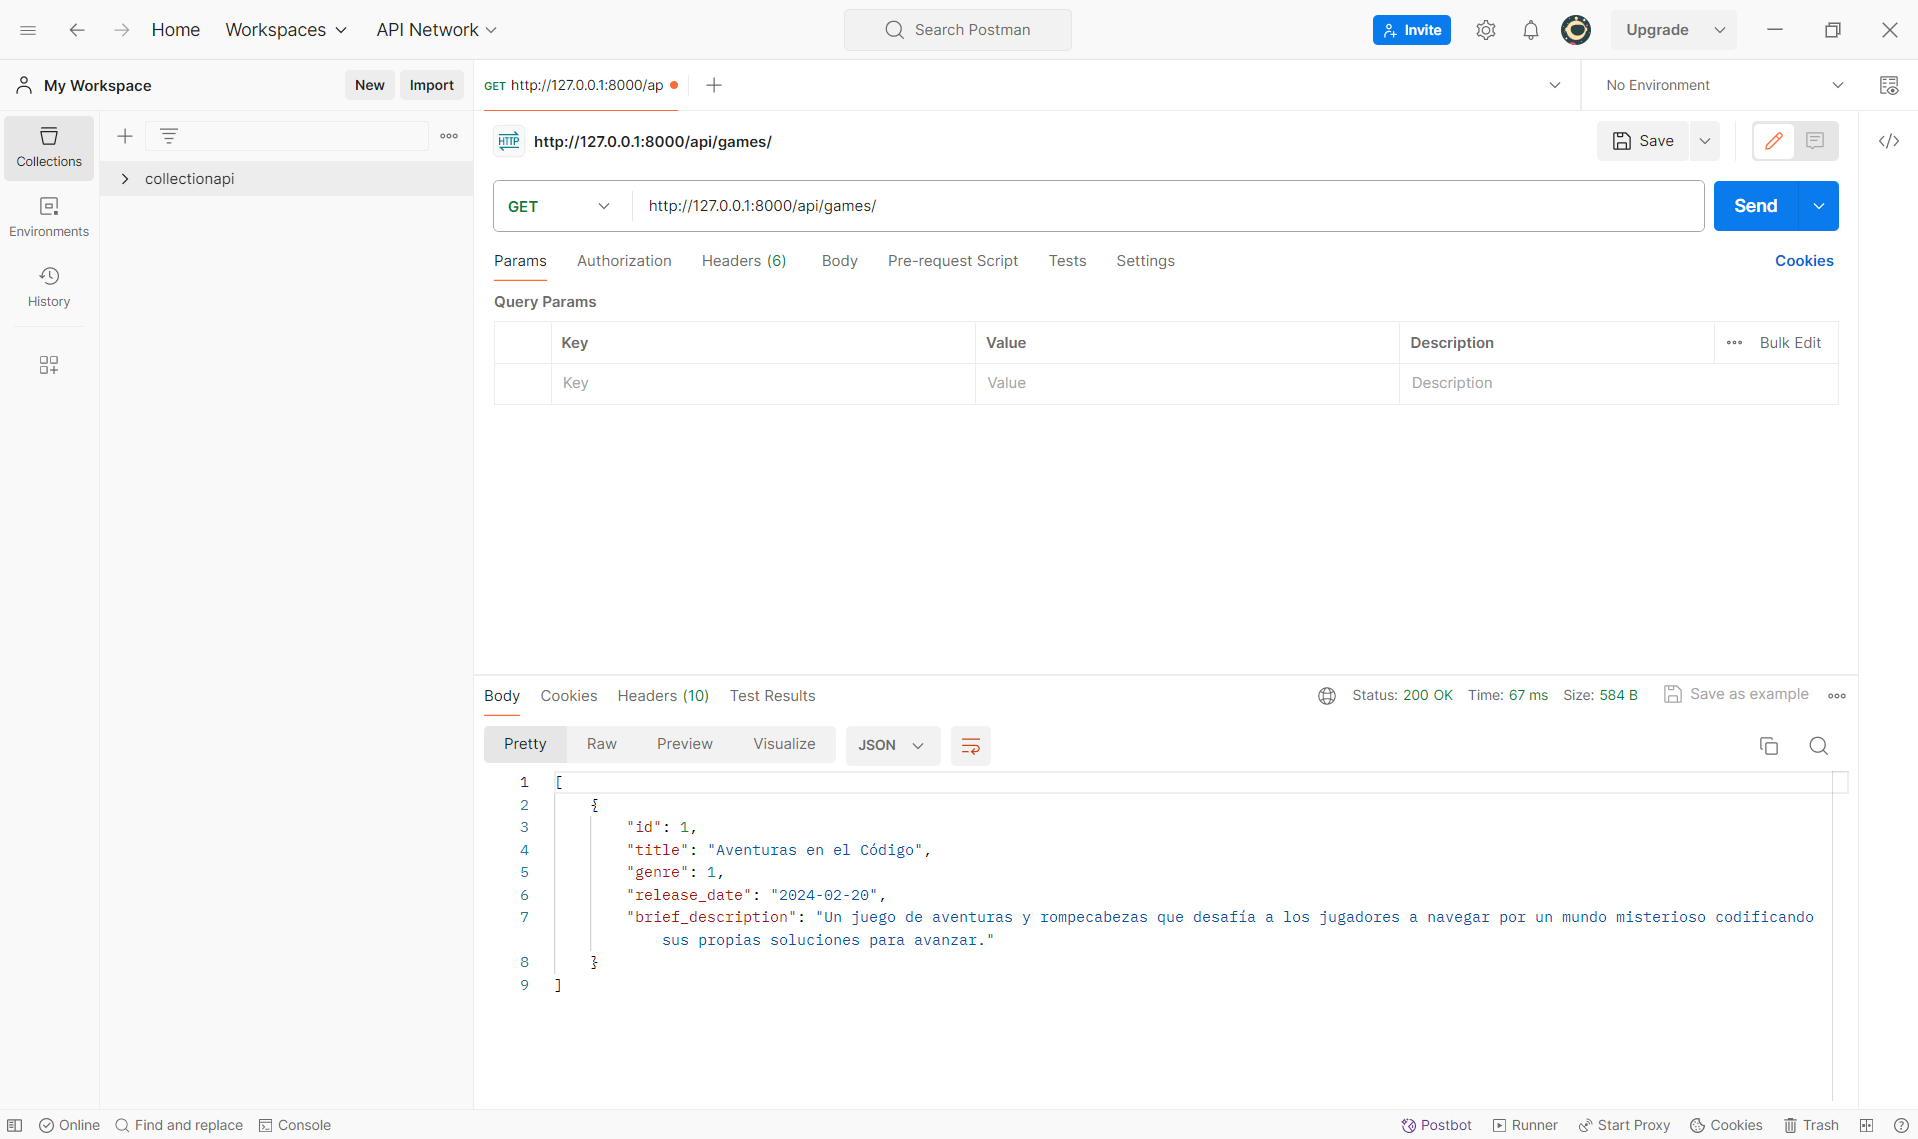 Home Workspaces API Network Search Postman Invite Upgrade
My Workspace New Import GET http://127.0.0.1:8000/ap No Environment
Collections
collectionapi
Environments
History
HTTP http://127.0.0.1:8000/api/games/ Save
GET http://127.0.0.1:8000/api/games/ Send
Params Authorization Headers (6) Body Pre-request Script Tests Settings Cookies
Query Params
Key Value Description Bulk Edit
Key Value Description
Body Cookies Headers (10) Test Results Status: 200 OK Time: 67 ms Size: 584 B Save as example
Pretty Raw Preview Visualize JSON
1 [
2 {
3 "id": 1,
4 "title": "Aventuras en el Código",
5 "genre": 1,
6 "release_date": "2024-02-20",
7 "brief_description": "Un juego de aventuras y rompecabezas que desafía a los jugadores a navegar por un mundo misterioso codificando
sus propias soluciones para avanzar."
8 }
9 ]
Online Find and replace Console Postbot Runner Start Proxy Cookies Trash